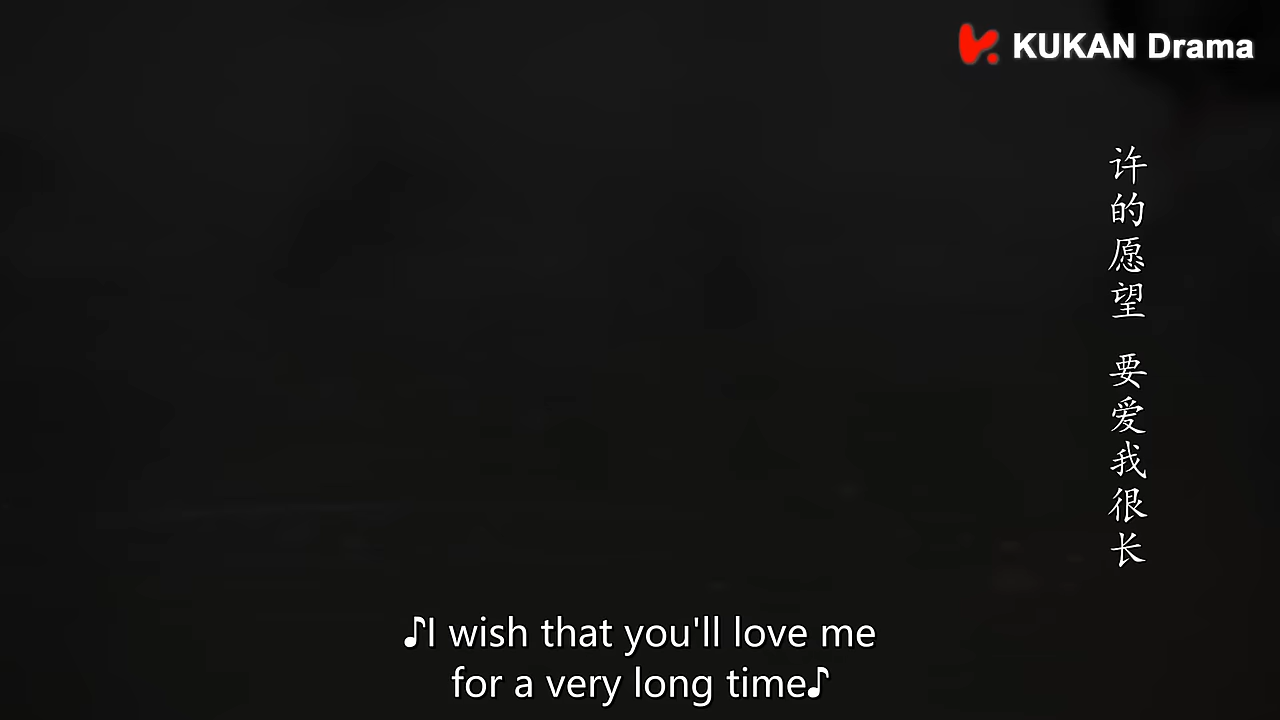 KUKAN Drama
许的愿望 要爱我很长
♪I wish that you'll love me
for a very long time♪